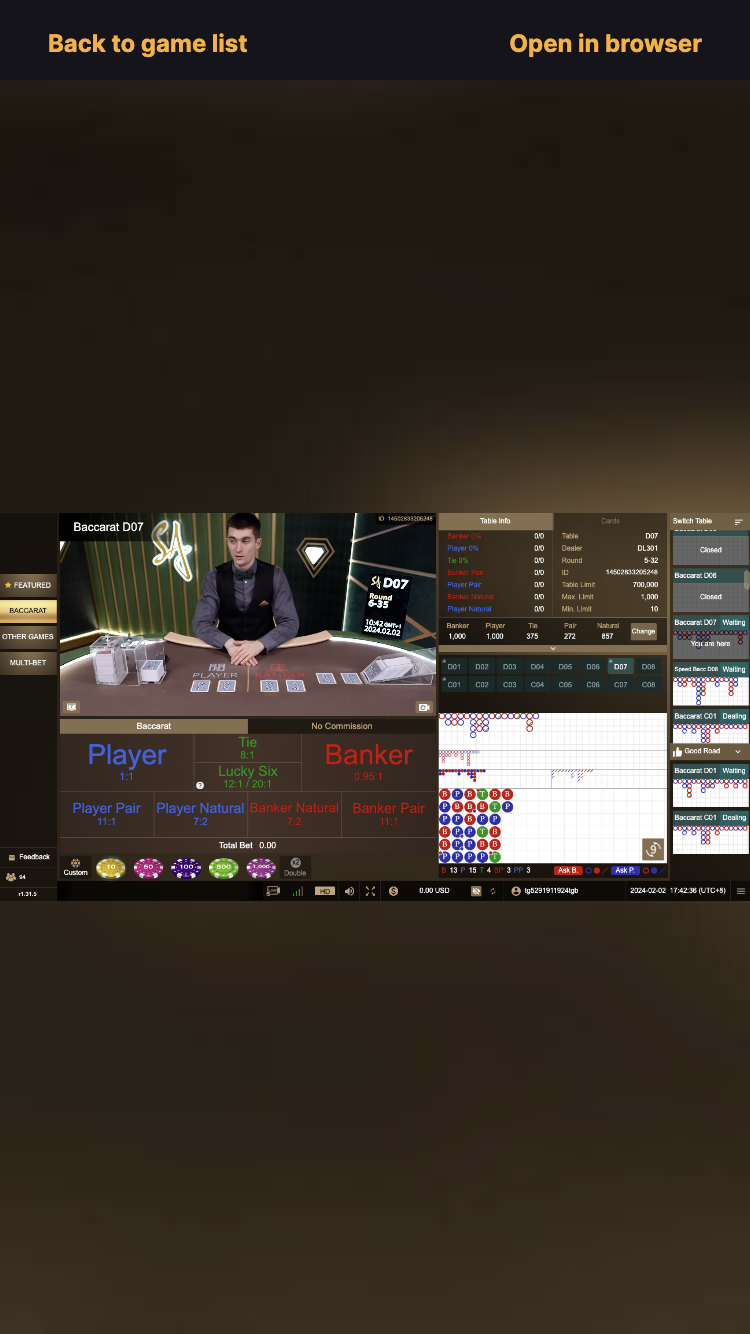 Back to game list
Open in browser
Baccarat D07
ID 14502833205248
SA D07
Round
6-35
10:42 GMT+1
2024.02.02
PLAYER
FEATURED
BACCARAT
OTHER GAMES
MULTI-BET
Feedback
94
r1.31.5
Baccarat
No Commission
Player
1:1
Tie
8:1
Lucky Six
12:1 / 20:1
Banker
0.95:1
Player Pair
11:1
Player Natural
7:2
Banker Natural
7:2
Banker Pair
11:1
Total Bet 0.00
Custom
10
50
100
500
1,000
x2
Double
Table Info
Cards
Banker 0% 0/0
Player 0% 0/0
Tie 0% 0/0
Banker Pair 0/0
Player Pair 0/0
Banker Natural 0/0
Player Natural 0/0
Table D07
Dealer DL301
Round 5-32
ID 14502833205248
Table Limit 700,000
Max. Limit 1,000
Min. Limit 10
Banker Player Tie Pair Natural
1,000 1,000 375 272 857
Change
D01 D02 D03 D04 D05 D06 D07 D08
C01 C02 C03 C04 C05 C06 C07 C08
B P B T B B
P B B B T P
P P P P P
P P P T B
B P B B B
P P P P T
9
B 13 P 15 T 4 BP 3 PP 3
Ask B.
Ask P.
Switch Table
Closed
Baccarat D06
Closed
Baccarat D07 Waiting
You are here
Speed Bacc D08 Waiting
Baccarat C01 Dealing
Good Road
Baccarat D01 Waiting
Baccarat C01 Dealing
HD
$
0.00 USD
tg5291911924tgb
2024-02-02 17:42:36 (UTC+8)